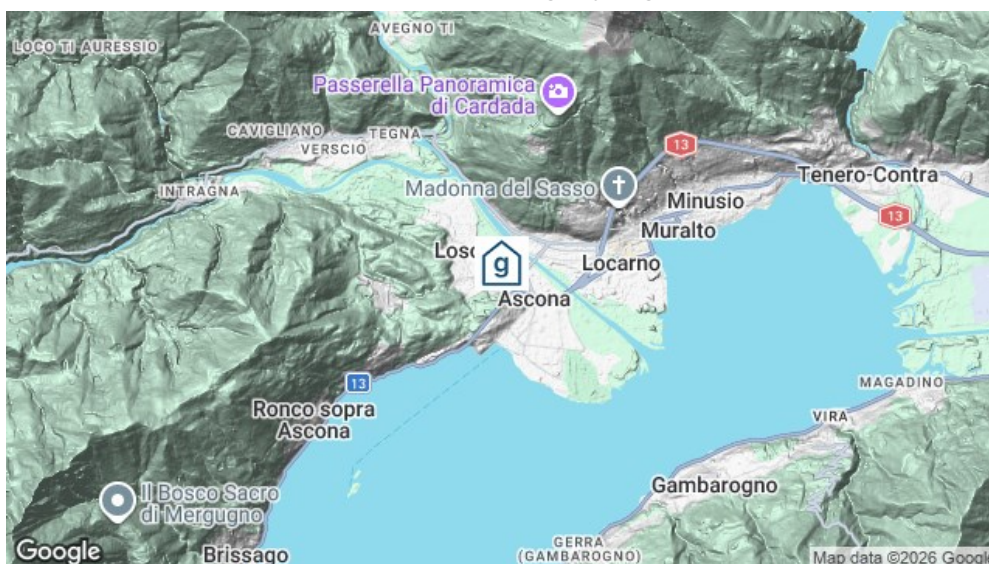 AVEGNO TI
LOCO TI AURESSIO
Passerella Panoramica
di Cardada
CAVIGLIANO
TEGNA
VERSCIO
13
Tenero-Contra
INTRAGNA
Madonna del Sasso
Minusio
13
Muralto
g
Locarno
Ascona
13
MAGADINO
Ronco sopra
Ascona
VIRA
Gambarogno
Il Bosco Sacro
di Mergugno
GERRA
(GAMBAROGNO)
Brissago
Google
Map data ©2026 Google